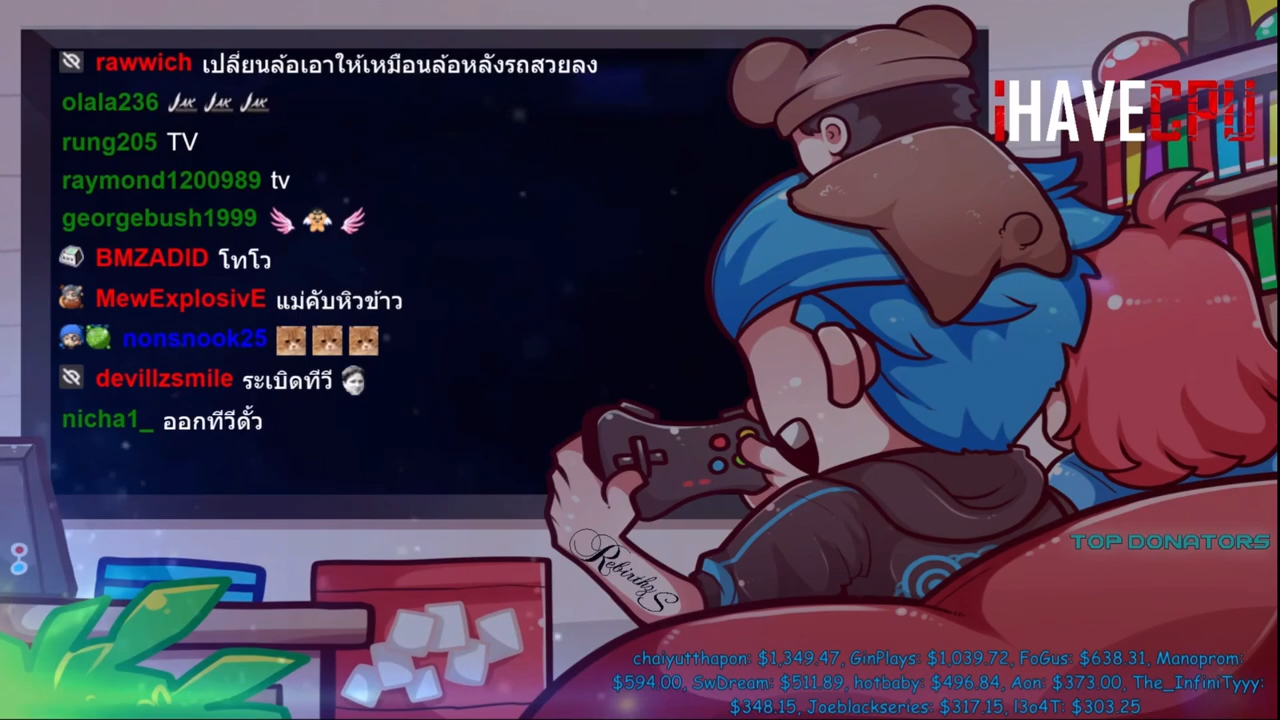 rawwich เปลี่ยนล้อเอาให้เหมือนล้อหลังรถสวยลง
olala236
rung205 TV
raymond1200989 tv
georgebush1999
BMZADID โทโว
MewExplosivE แม่คับหิวข้าว
nonsnook25
devillzsmile ระเบิดทีวี
nicha1_ ออกทีวีดั้ว
iHAVECPU
RebirthzS
TOP DONATORS
chaiyutthapon: $1,349.47, GinPlays: $1,039.72, FoGus: $638.31, Manoprom:
$594.00, SwDream: $511.89, hotbaby: $496.84, Aon: $373.00, The_InfiniTyyy:
$348.15, Joeblackseries: $317.15, l3o4T: $303.25